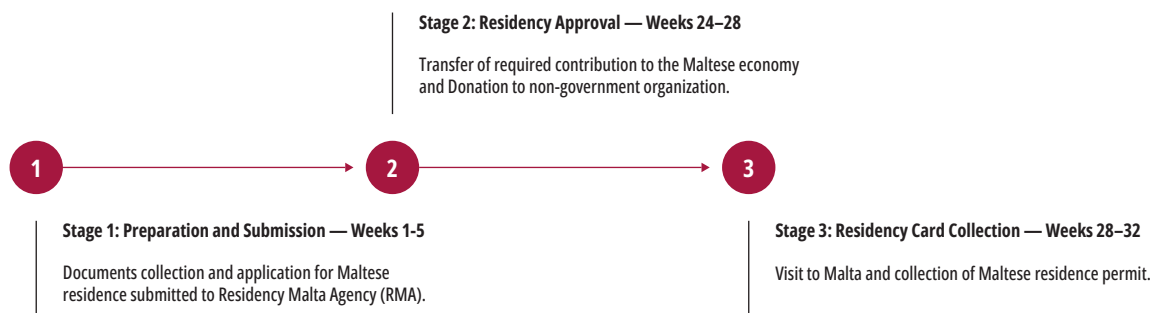 Stage 2: Residency Approval — Weeks 24–28
Transfer of required contribution to the Maltese economy
and Donation to non-government organization.
1
2
3
Stage 1: Preparation and Submission — Weeks 1-5
Documents collection and application for Maltese
residence submitted to Residency Malta Agency (RMA).
Stage 3: Residency Card Collection — Weeks 28–32
Visit to Malta and collection of Maltese residence permit.